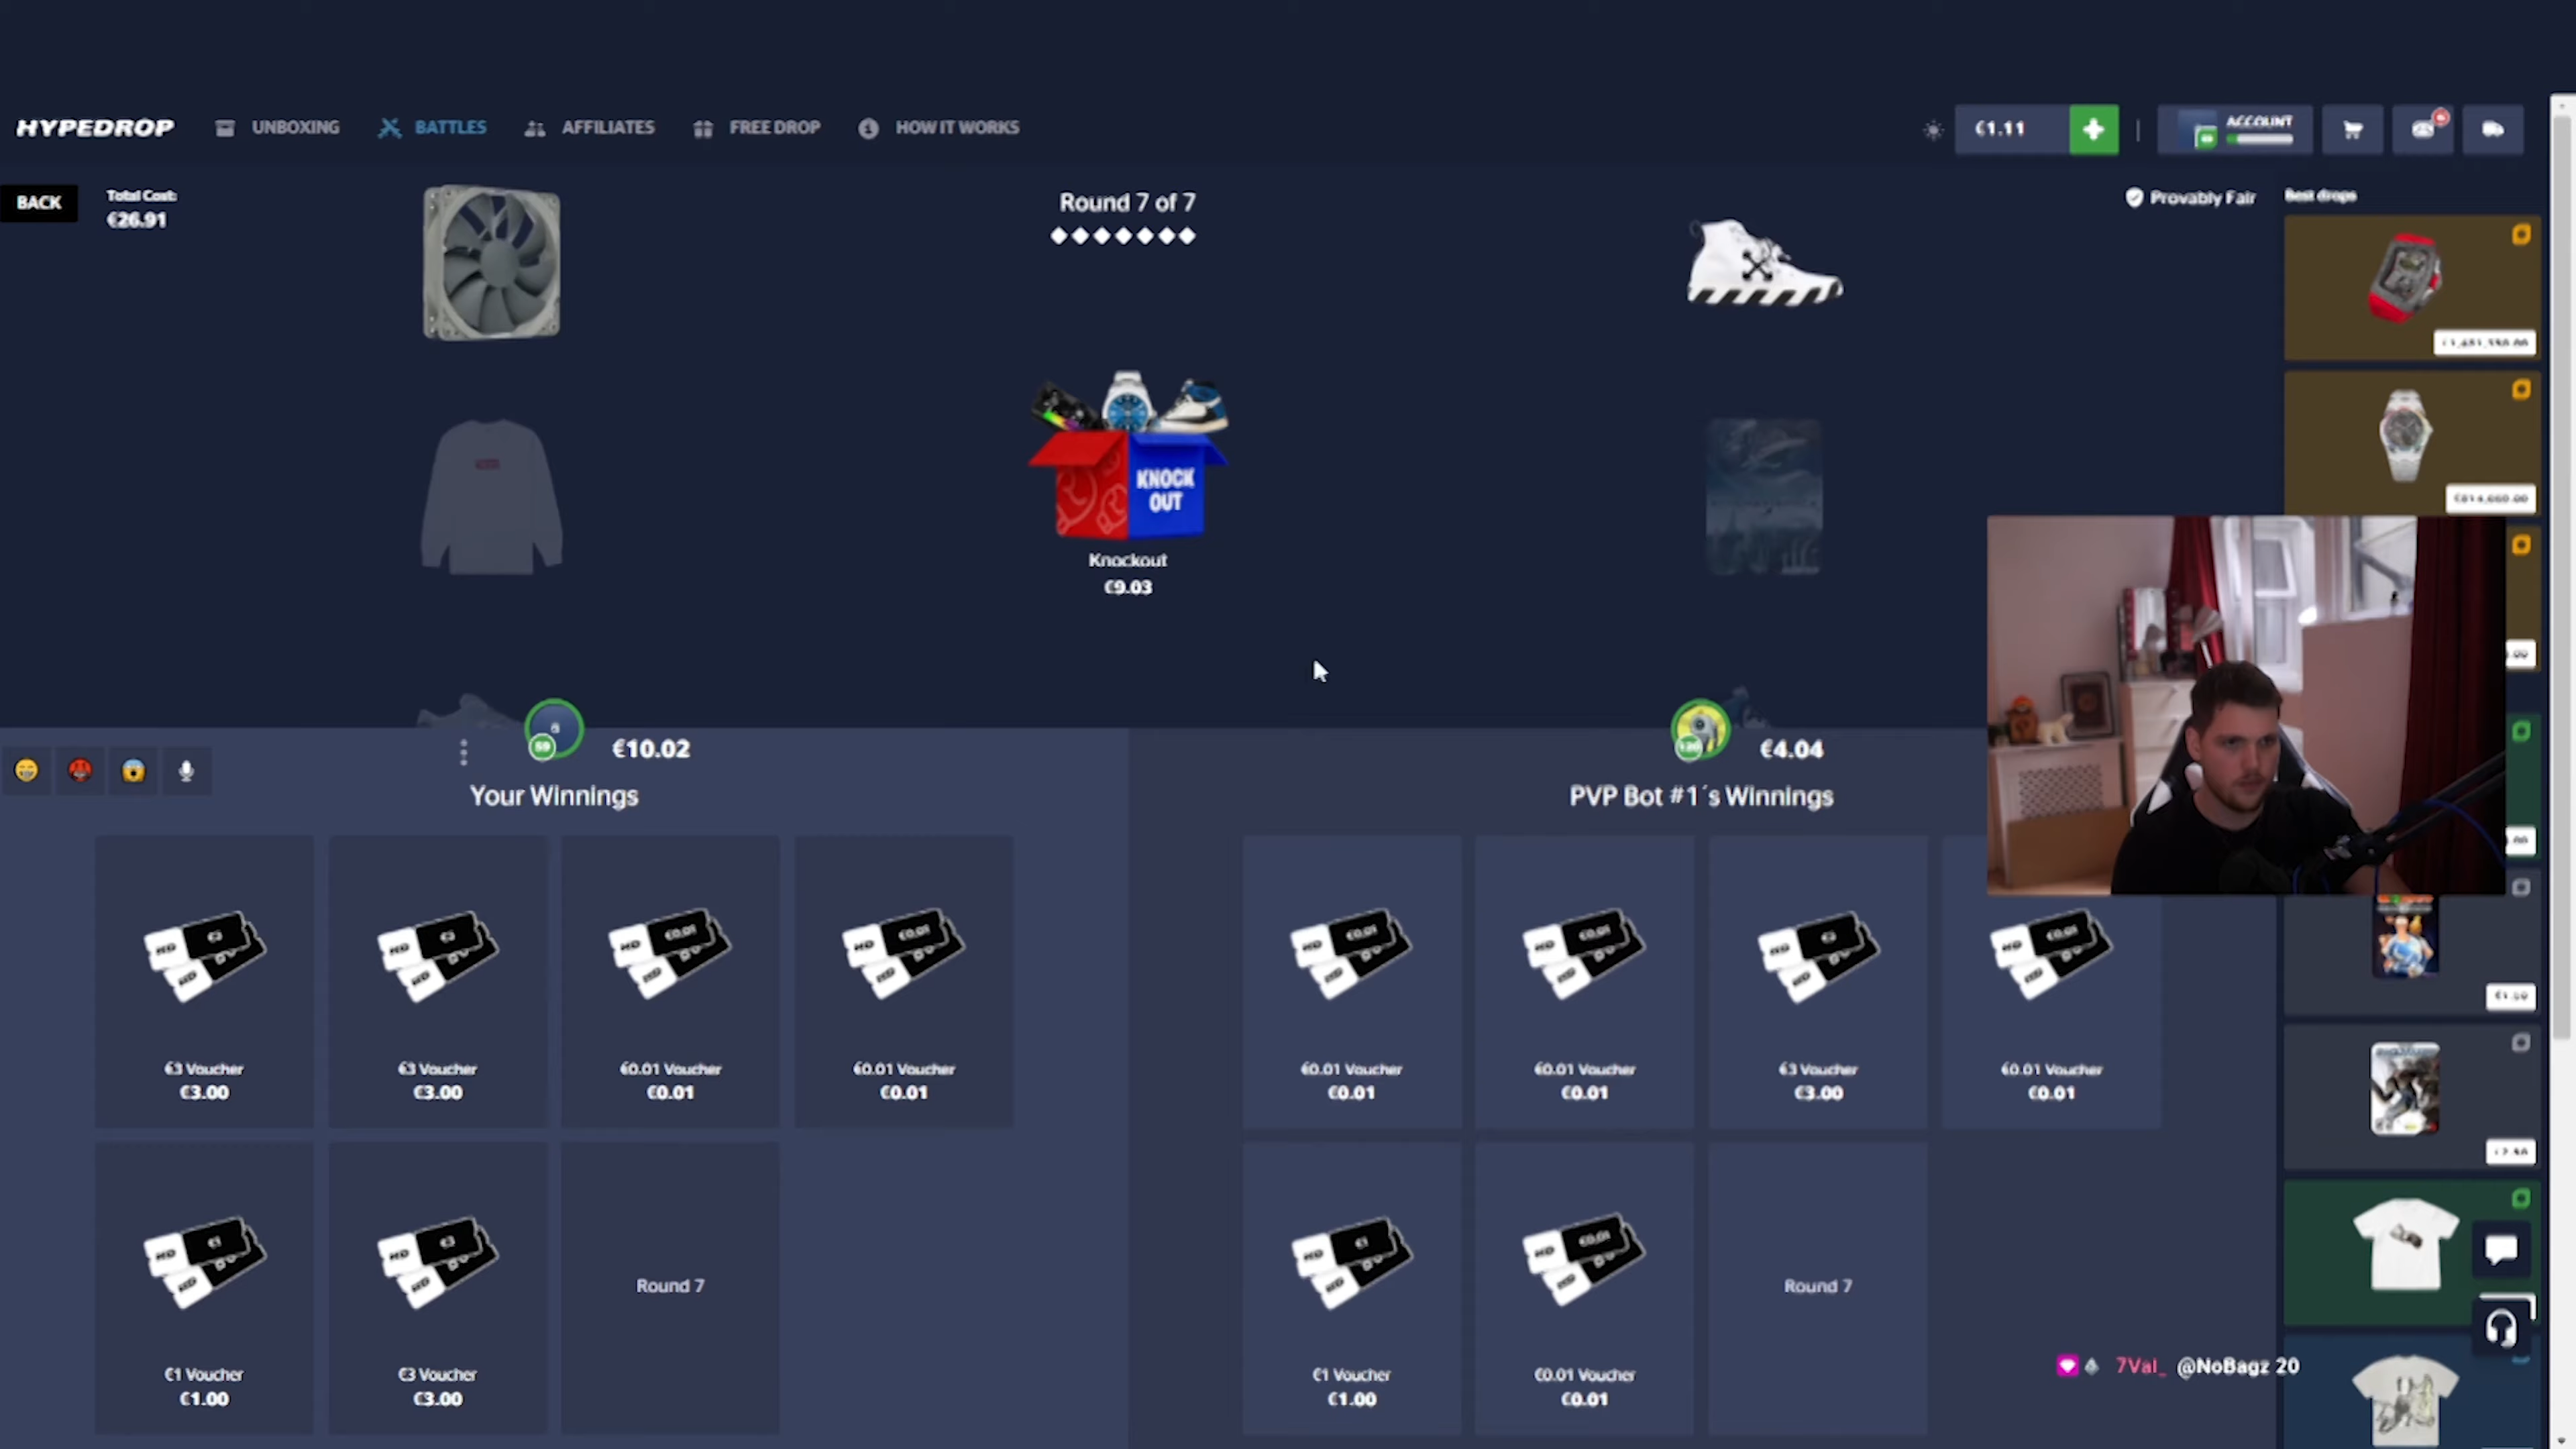 HYPEDROP UNBOXING BATTLES AFFILIATES FREE DROP HOW IT WORKS €1.11 ACCOUNT
BACK
Total Cost:
€26.91
Round 7 of 7
Provably Fair
Best drops
KNOCK
OUT
Knockout
€9.03
€10.02
€4.04
Your Winnings
PVP Bot #1´s Winnings
€3 Voucher
€3.00
€3 Voucher
€3.00
€0.01 Voucher
€0.01
€0.01 Voucher
€0.01
€0.01 Voucher
€0.01
€0.01 Voucher
€0.01
€3 Voucher
€3.00
€0.01 Voucher
€0.01
€1 Voucher
€1.00
€3 Voucher
€3.00
Round 7
€1 Voucher
€1.00
€0.01 Voucher
€0.01
Round 7
7Val_ @NoBagz 20